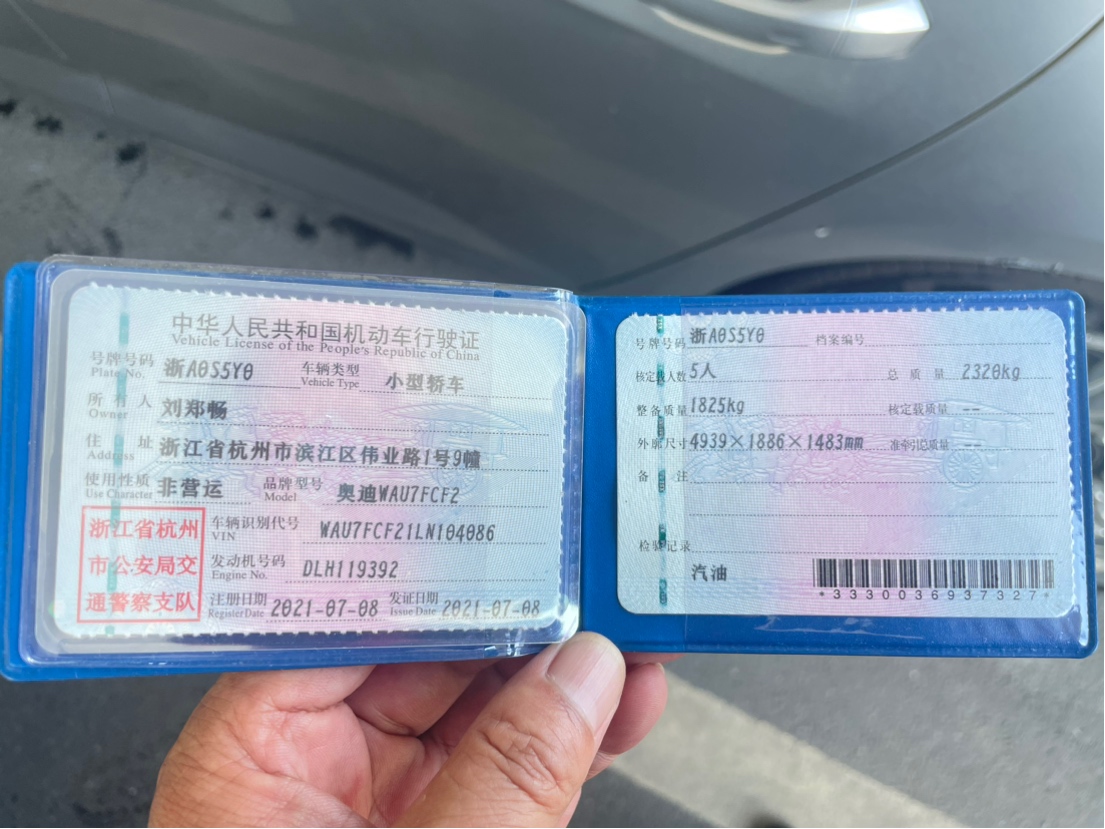 中华人民共和国机动车行驶证
Vehicle License of the People's Republic of China
号牌号码 浙A0S5Y0 车辆类型 小型轿车
Plate No. Vehicle Type
所有人 刘郑畅
Owner
住址 浙江省杭州市滨江区伟业路1号9幢
Address
使用性质 非营运 品牌型号 奥迪WAU7FCF2
Use Character Model
浙江省杭州
市公安局交
通警察支队
车辆识别代号 WAU7FCF21LN104086
VIN
发动机号码 DLH119392
Engine No.
注册日期 2021-07-08 发证日期 2021-07-08
Register Date Issue Date
号牌号码 浙A0S5Y0 档案编号
核定载人数 5人 总质量 2320kg
整备质量 1825kg 核定载质量 --
外廓尺寸 4939×1886×1483mm 准牵引总质量 --
备注
检验记录
汽油
*3330036937327*